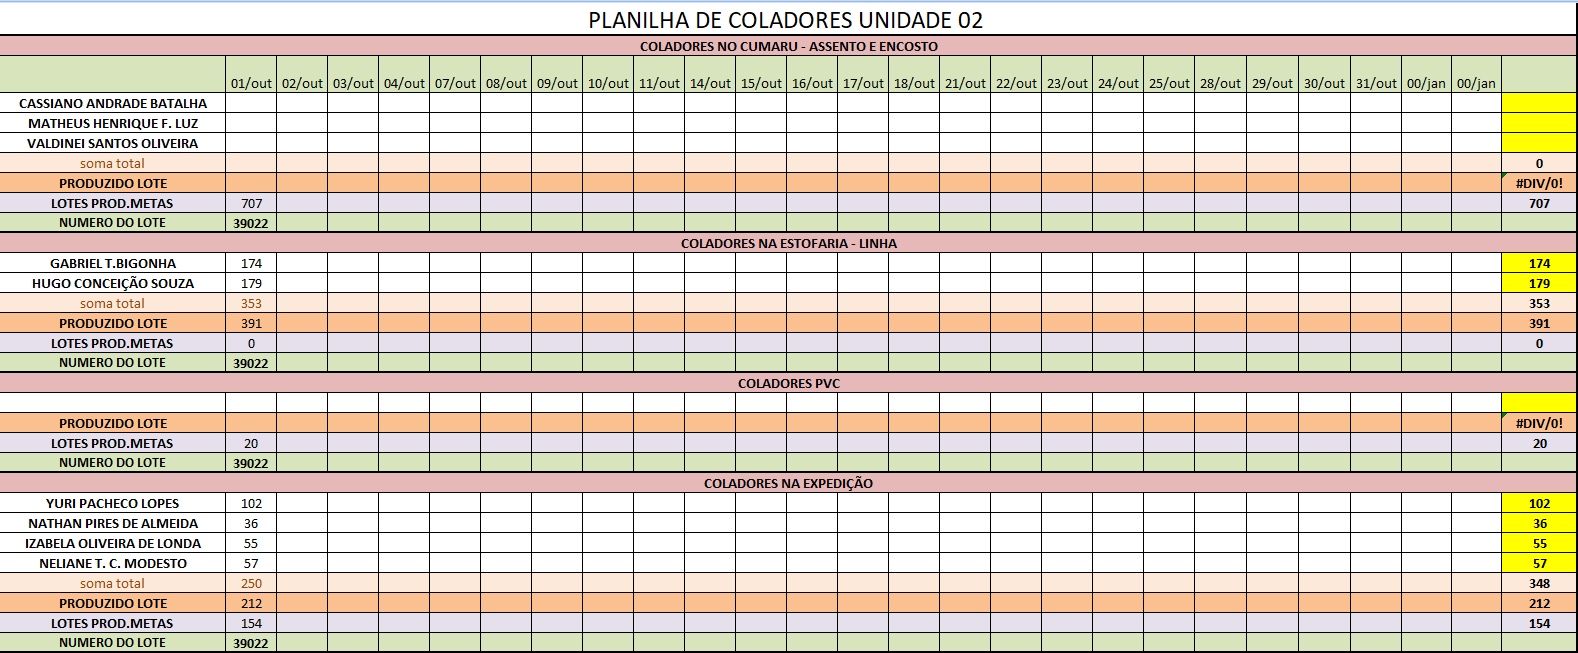 PLANILHA DE COLADORES UNIDADE 02
COLADORES NO CUMARU - ASSENTO E ENCOSTO
01/out 02/out 03/out 04/out 07/out 08/out 09/out 10/out 11/out 14/out 15/out 16/out 17/out 18/out 21/out 22/out 23/out 24/out 25/out 28/out 29/out 30/out 31/out 00/jan 00/jan
CASSIANO ANDRADE BATALHA
MATHEUS HENRIQUE F. LUZ
VALDINEI SANTOS OLIVEIRA
soma total 0
PRODUZIDO LOTE #DIV/0!
LOTES PROD.METAS 707 707
NUMERO DO LOTE 39022
COLADORES NA ESTOFARIA - LINHA
GABRIEL T.BIGONHA 174 174
HUGO CONCEIÇÃO SOUZA 179 179
soma total 353 353
PRODUZIDO LOTE 391 391
LOTES PROD.METAS 0 0
NUMERO DO LOTE 39022
COLADORES PVC
PRODUZIDO LOTE #DIV/0!
LOTES PROD.METAS 20 20
NUMERO DO LOTE 39022
COLADORES NA EXPEDIÇÃO
YURI PACHECO LOPES 102 102
NATHAN PIRES DE ALMEIDA 36 36
IZABELA OLIVEIRA DE LONDA 55 55
NELIANE T. C. MODESTO 57 57
soma total 250 348
PRODUZIDO LOTE 212 212
LOTES PROD.METAS 154 154
NUMERO DO LOTE 39022